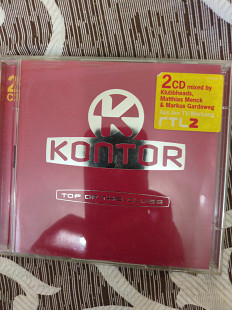 2 CD
2CD mixed by
Klubbheads,
Matthias Menck
& Markus Gardeweg
RTL2
K
KONTOR
TOP OF THE CLUBS